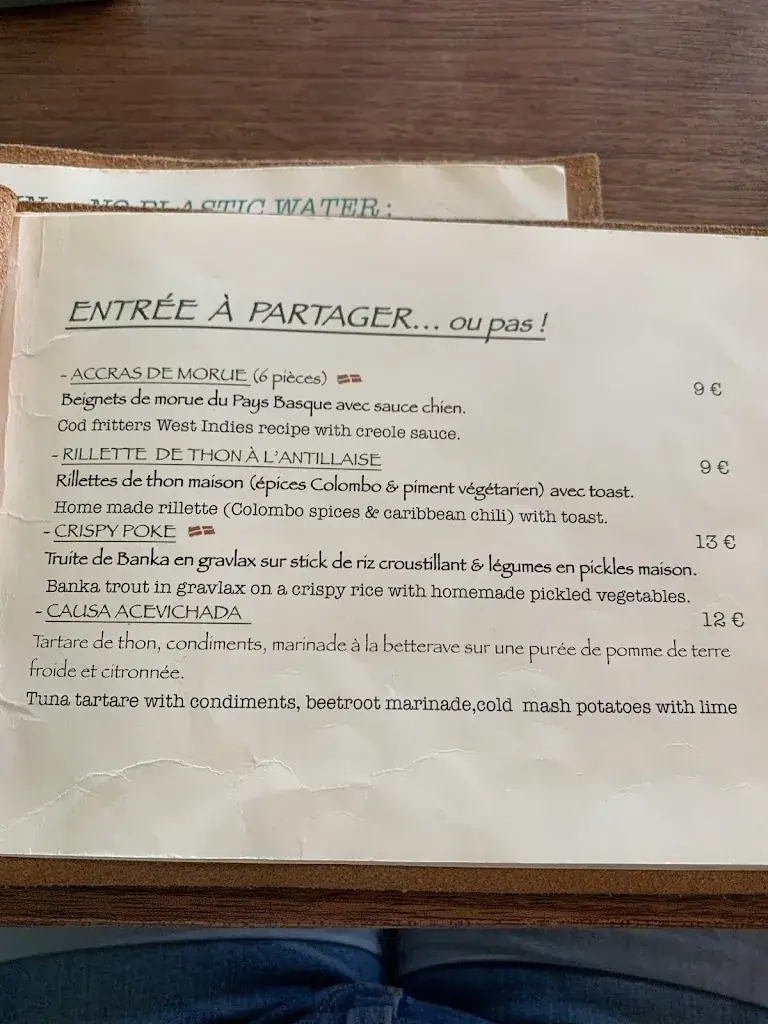 NO PLASTIC WATER:
ENTRÉE À PARTAGER... ou pas !
- ACCRAS DE MORUE (6 pièces)
9 €
Beignets de morue du Pays Basque avec sauce chien.
Cod fritters West Indies recipe with creole sauce.
- RILLETTE DE THON À L'ANTILLAISE
9 €
Rillettes de thon maison (épices Colombo & piment végétarien) avec toast.
Home made rillette (Colombo spices & caribbean chili) with toast.
- CRISPY POKE
13 €
Truite de Banka en gravlax sur stick de riz croustillant & légumes en pickles maison.
Banka trout in gravlax on a crispy rice with homemade pickled vegetables.
- CAUSA ACEVICHADA
12 €
Tartare de thon, condiments, marinade à la betterave sur une purée de pomme de terre
froide et citronnée.
Tuna tartare with condiments, beetroot marinade,cold mash potatoes with lime